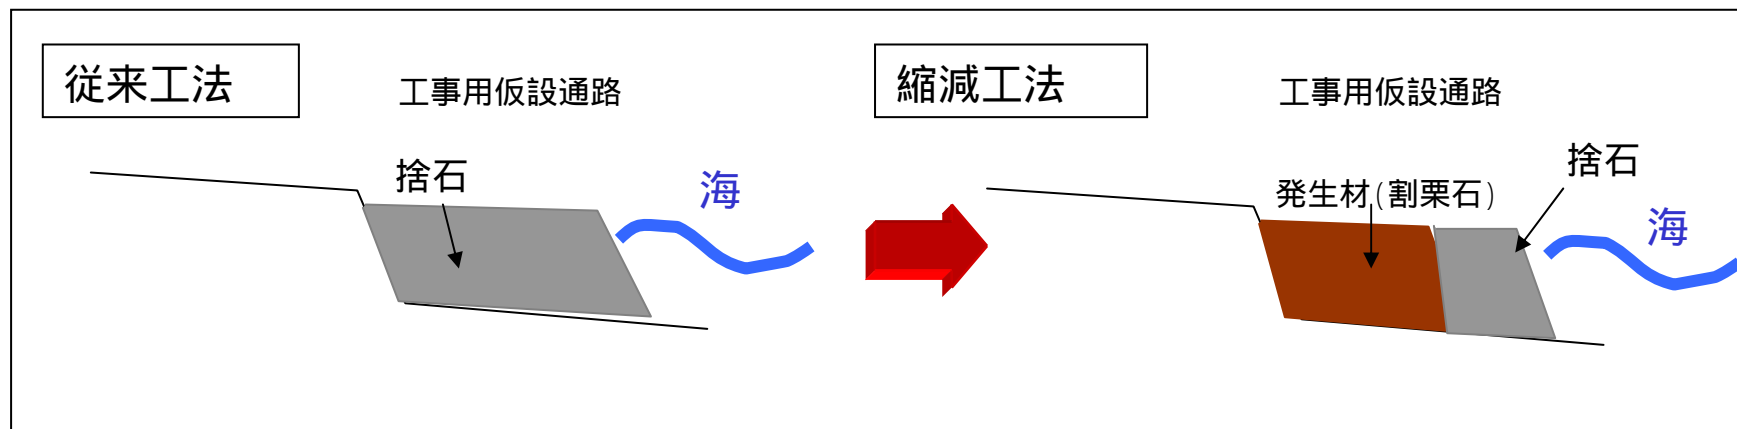 従来工法
工事用仮設通路
捨石
海
縮減工法
工事用仮設通路
捨石
発生材(割栗石)
海